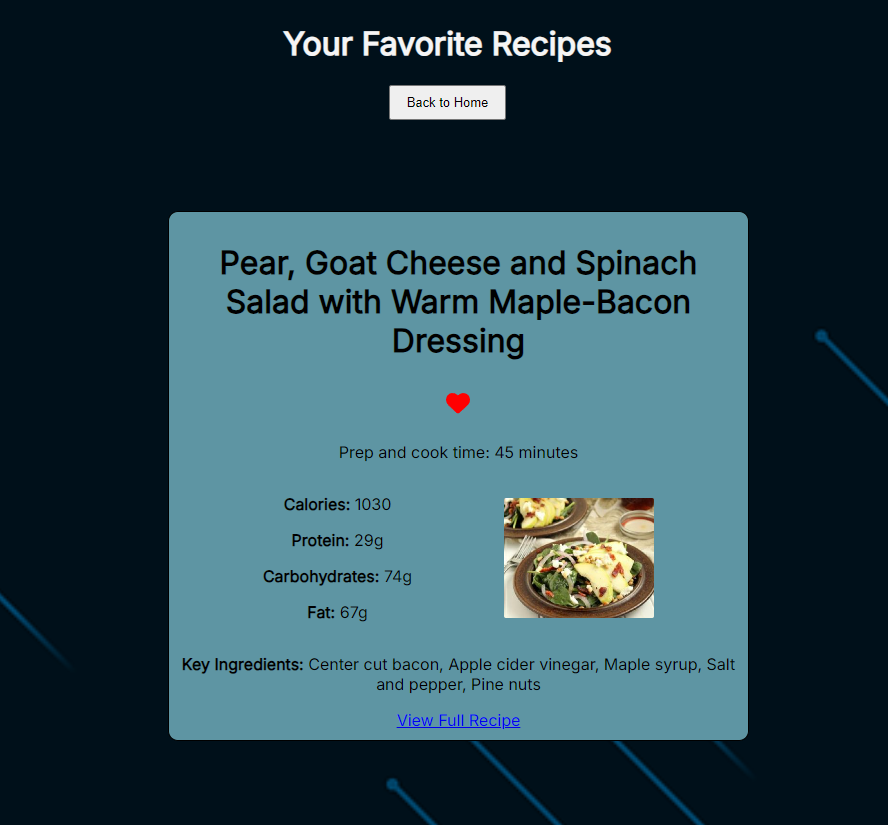 Your Favorite Recipes
Back to Home
Pear, Goat Cheese and Spinach
Salad with Warm Maple-Bacon
Dressing
Prep and cook time: 45 minutes
Calories: 1030
Protein: 29g
Carbohydrates: 74g
Fat: 67g
Key Ingredients: Center cut bacon, Apple cider vinegar, Maple syrup, Salt
and pepper, Pine nuts
View Full Recipe